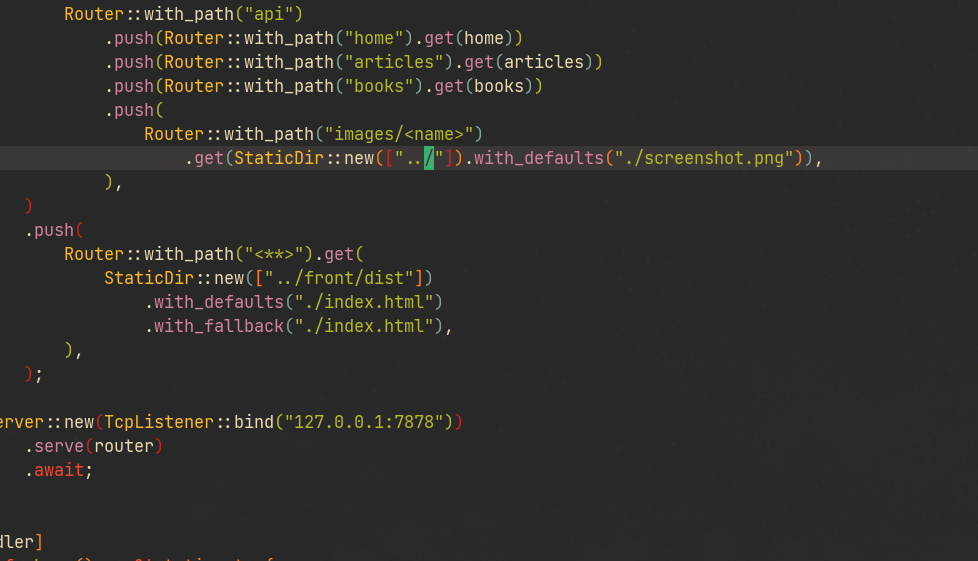 Router::with_path("api")
.push(Router::with_path("home").get(home))
.push(Router::with_path("articles").get(articles))
.push(Router::with_path("books").get(books))
.push(
Router::with_path("images/<name>")
.get(StaticDir::new(["../"]).with_defaults("./screenshot.png")),
),
)
.push(
Router::with_path("<**>").get(
StaticDir::new(["../front/dist"])
.with_defaults("./index.html")
.with_fallback("./index.html"),
),
);
erver::new(TcpListener::bind("127.0.0.1:7878"))
.serve(router)
.await;
dler]